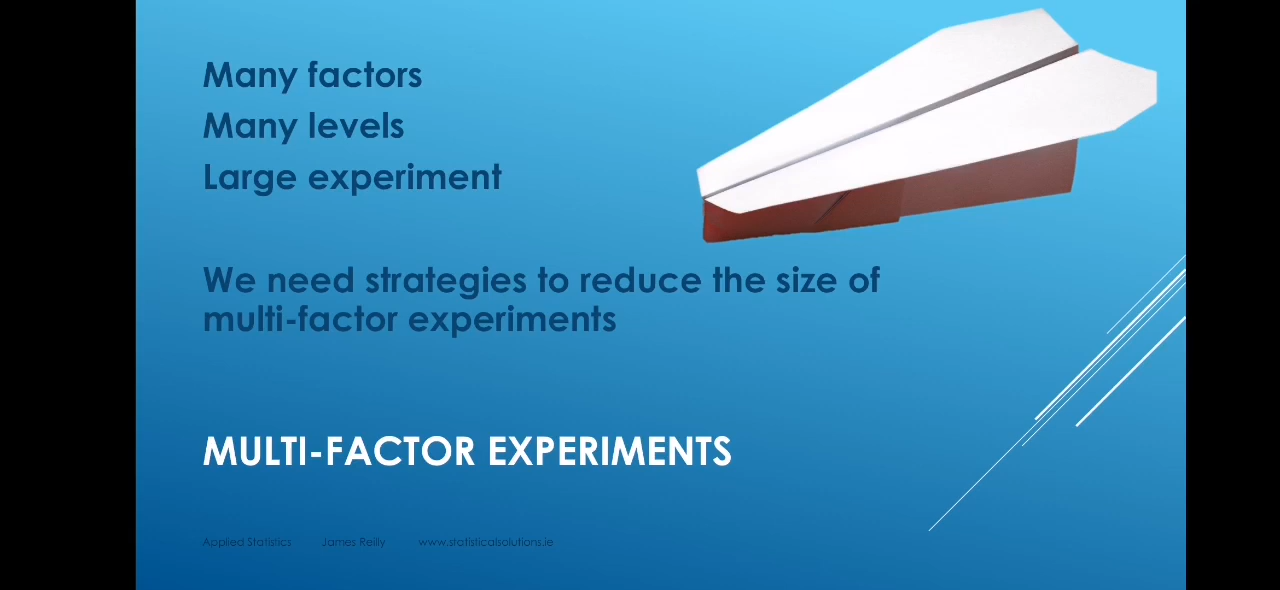 Many factors
Many levels
Large experiment
We need strategies to reduce the size of
multi-factor experiments
MULTI-FACTOR EXPERIMENTS
Applied Statistics James Reilly www.statisticalsolutions.ie